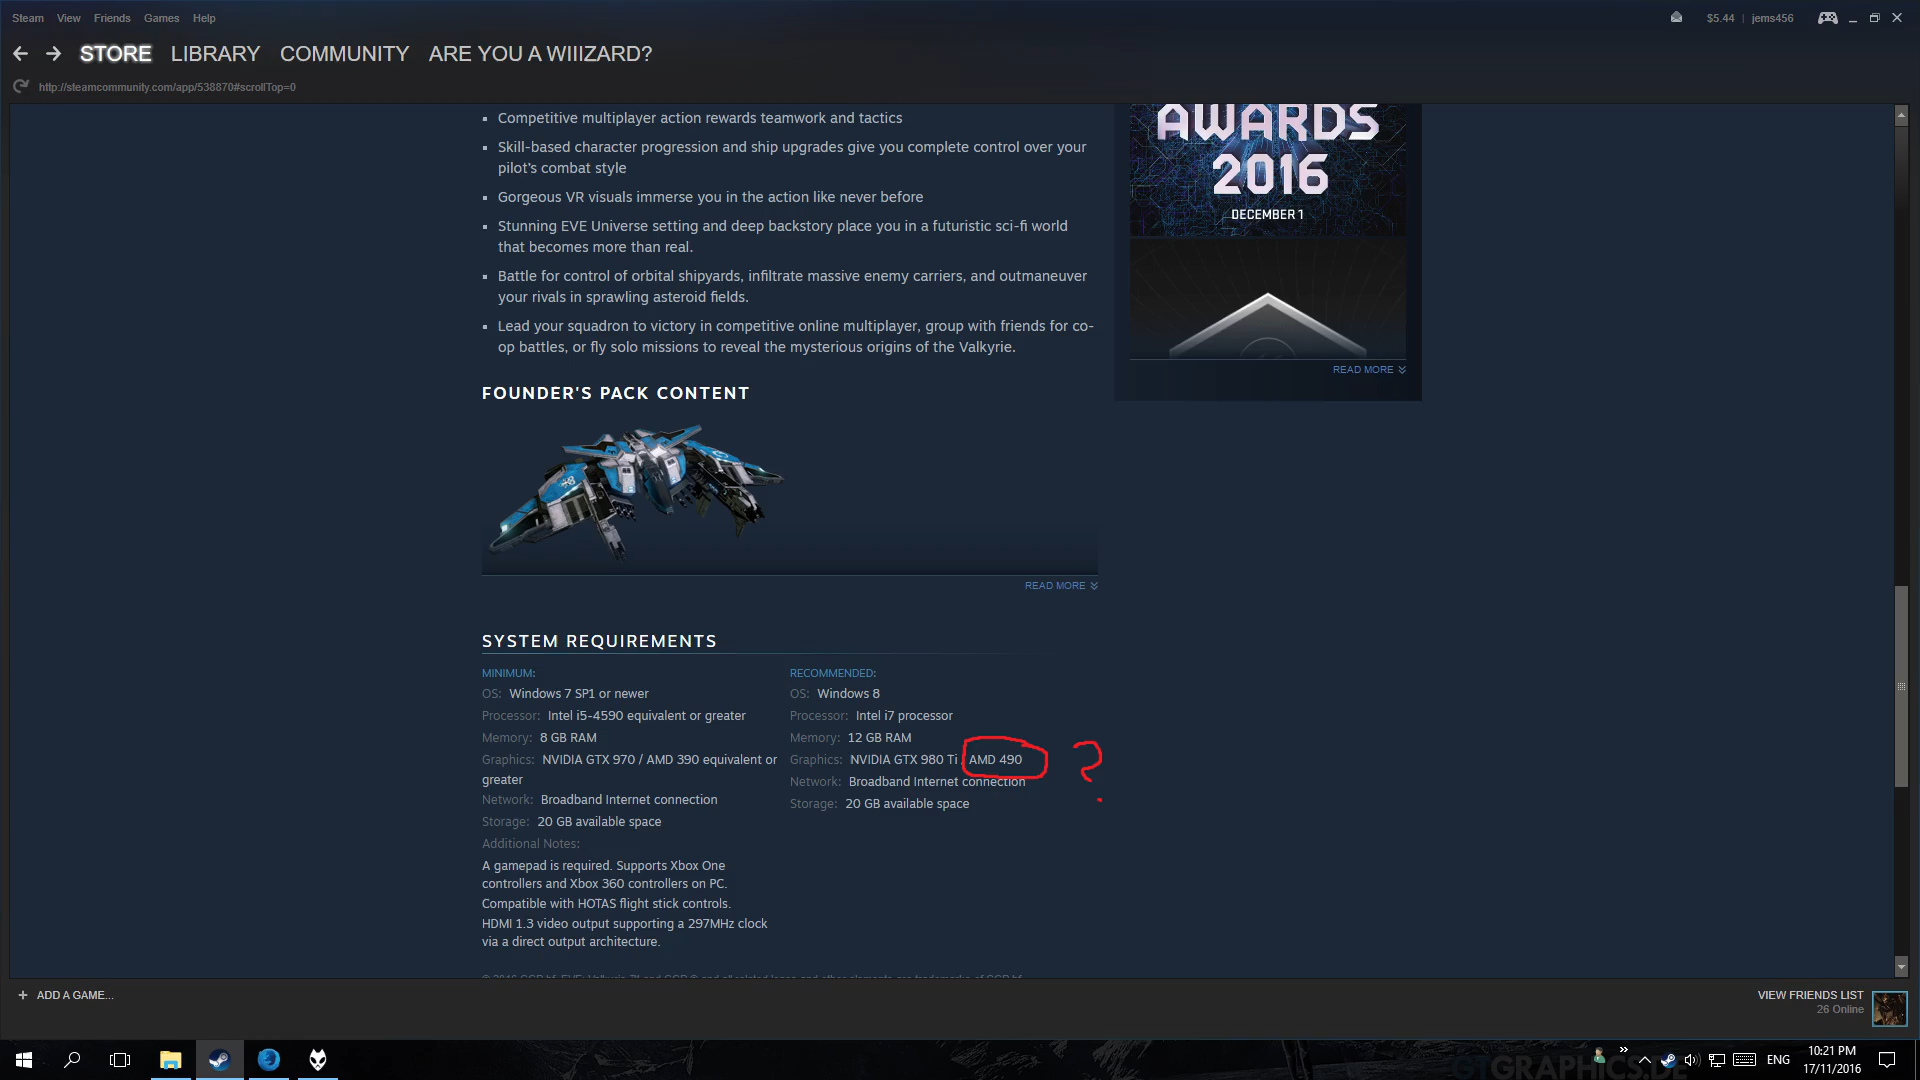 Steam View Friends Games Help
$5.44 | jems456
STORE LIBRARY COMMUNITY ARE YOU A WIIIZARD?
http://steamcommunity.com/app/538870#scrollTop=0
Competitive multiplayer action rewards teamwork and tactics
Skill-based character progression and ship upgrades give you complete control over your
pilot's combat style
Gorgeous VR visuals immerse you in the action like never before
Stunning EVE Universe setting and deep backstory place you in a futuristic sci-fi world
that becomes more than real.
Battle for control of orbital shipyards, infiltrate massive enemy carriers, and outmaneuver
your rivals in sprawling asteroid fields.
Lead your squadron to victory in competitive online multiplayer, group with friends for co-
op battles, or fly solo missions to reveal the mysterious origins of the Valkyrie.
AWARDS
2016
DECEMBER 1
READ MORE
FOUNDER'S PACK CONTENT
READ MORE
SYSTEM REQUIREMENTS
MINIMUM:
OS: Windows 7 SP1 or newer
Processor: Intel i5-4590 equivalent or greater
Memory: 8 GB RAM
Graphics: NVIDIA GTX 970 / AMD 390 equivalent or
greater
Network: Broadband Internet connection
Storage: 20 GB available space
Additional Notes:
A gamepad is required. Supports Xbox One
controllers and Xbox 360 controllers on PC.
Compatible with HOTAS flight stick controls.
HDMI 1.3 video output supporting a 297MHz clock
via a direct output architecture.
RECOMMENDED:
OS: Windows 8
Processor: Intel i7 processor
Memory: 12 GB RAM
Graphics: NVIDIA GTX 980 Ti / AMD 490
Network: Broadband Internet connection
Storage: 20 GB available space
?
+ ADD A GAME...
VIEW FRIENDS LIST
26 Online
ENG
10:21 PM
17/11/2016
GTGRAPHICS.DE